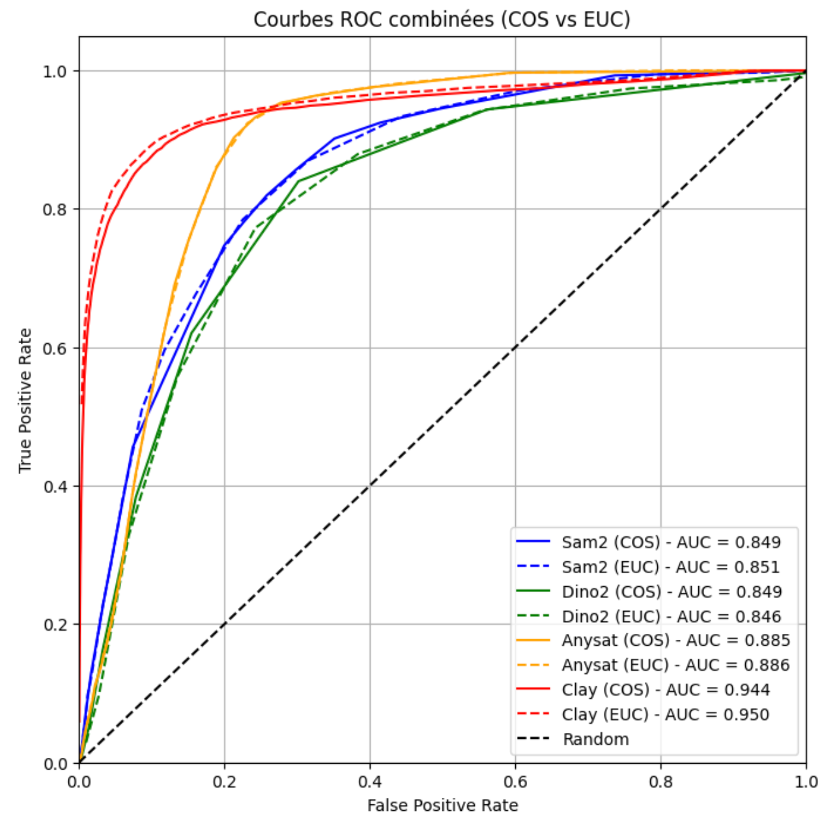 Courbes ROC combinées (COS vs EUC)
True Positive Rate
1.0
0.8
0.6
0.4
0.2
0.0
Sam2 (COS) - AUC = 0.849
Sam2 (EUC) - AUC = 0.851
Dino2 (COS) - AUC = 0.849
Dino2 (EUC) - AUC = 0.846
Anysat (COS) - AUC = 0.885
Anysat (EUC) - AUC = 0.886
Clay (COS) - AUC = 0.944
Clay (EUC) - AUC = 0.950
Random
0.0 0.2 0.4 0.6 0.8 1.0
False Positive Rate